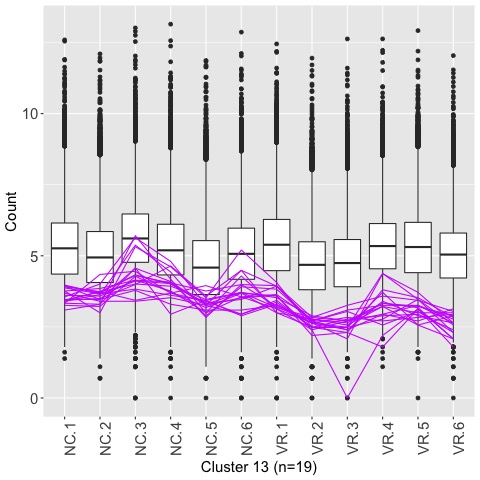 10
5
0
Count
NC.1
NC.2
NC.3
NC.4
NC.5
NC.6
VR.1
VR.2
VR.3
VR.4
VR.5
VR.6
Cluster 13 (n=19)